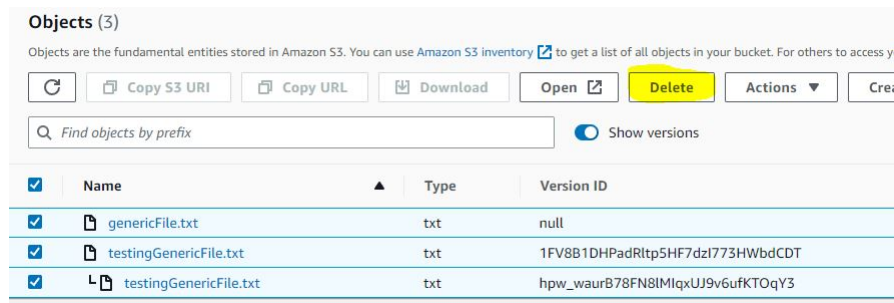 Objects (3)
Objects are the fundamental entities stored in Amazon S3. You can use Amazon S3 inventory to get a list of all objects in your bucket. For others to access y
Copy S3 URI Copy URL Download Open Delete Actions Crea
Find objects by prefix Show versions
Name Type Version ID
genericFile.txt txt null
testingGenericFile.txt txt 1FV8B1DHPadRltp5HF7dzI773HWbdCDT
testingGenericFile.txt txt hpw_waurB78FN8lMIqxUJ9v6ufKTOqY3